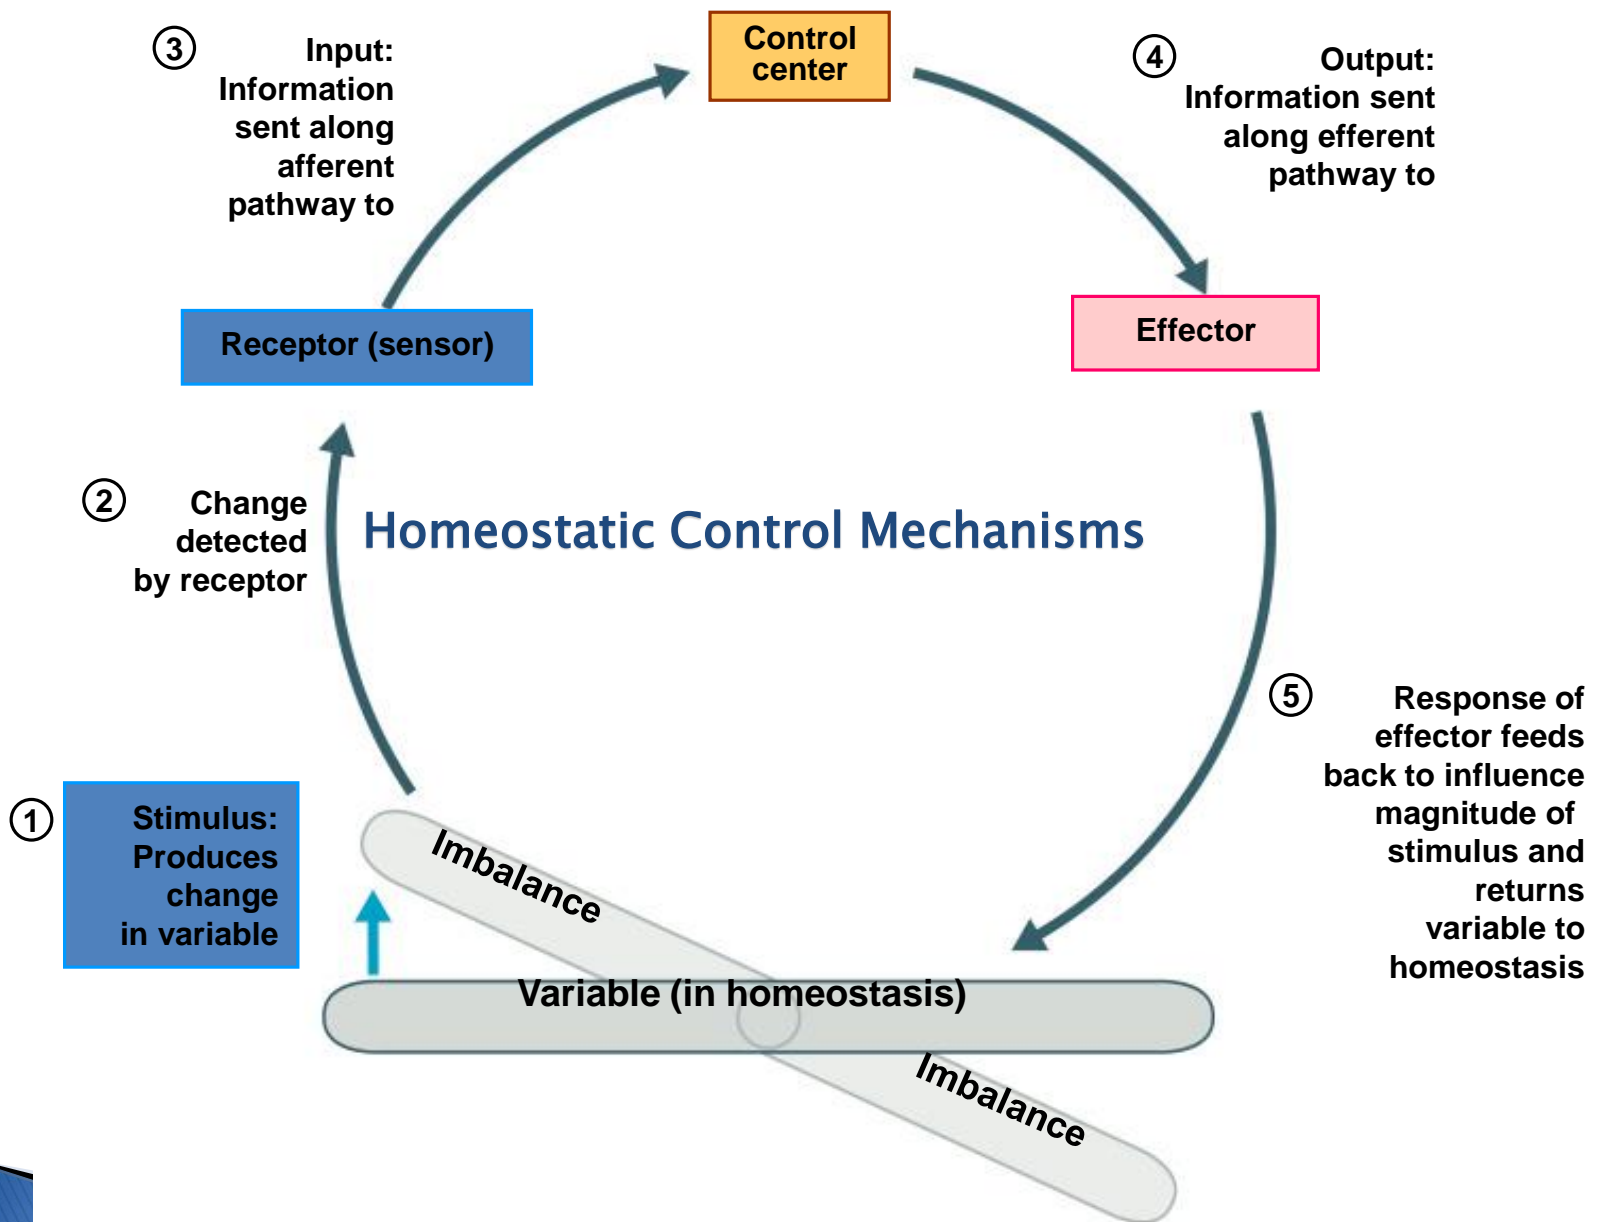 Control
center
3
Input:
Information
sent along
afferent
pathway to
4
Output:
Information sent
along efferent
pathway to
Receptor (sensor)
Effector
2
Change
detected
by receptor
Homeostatic Control Mechanisms
5
Response of
effector feeds
back to influence
magnitude of
stimulus and
returns
variable to
homeostasis
1
Stimulus:
Produces
change
in variable
Imbalance
Variable (in homeostasis)
Imbalance